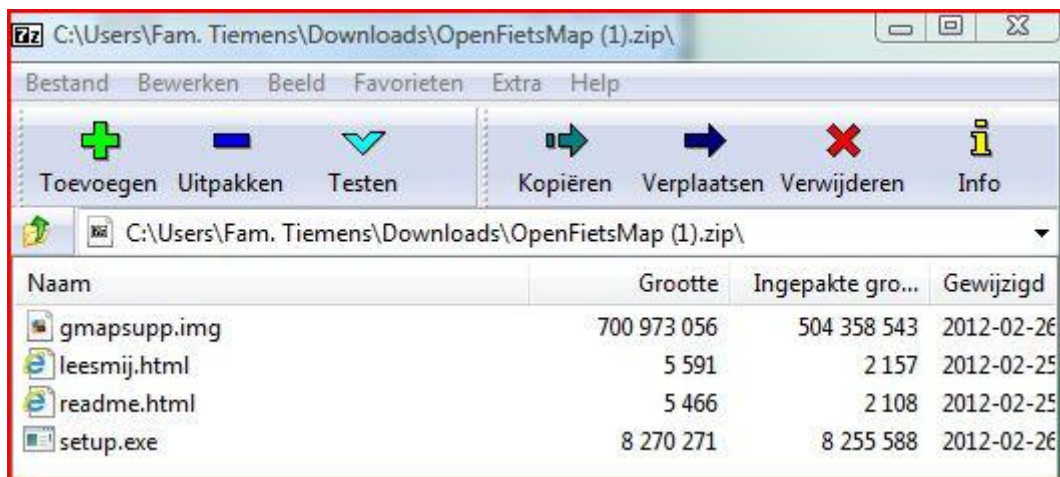 C:\Users\Fam. Tiemens\Downloads\OpenFietsMap (1).zip\
Bestand Bewerken Beeld Favorieten Extra Help
Toevoegen Uitpakken Testen Kopiëren Verplaatsen Verwijderen Info
C:\Users\Fam. Tiemens\Downloads\OpenFietsMap (1).zip\
Naam Grootte Ingepakte gro... Gewijzigd
gmapsupp.img 700 973 056 504 358 543 2012-02-26
leesmij.html 5 591 2 157 2012-02-25
readme.html 5 466 2 108 2012-02-25
setup.exe 8 270 271 8 255 588 2012-02-26